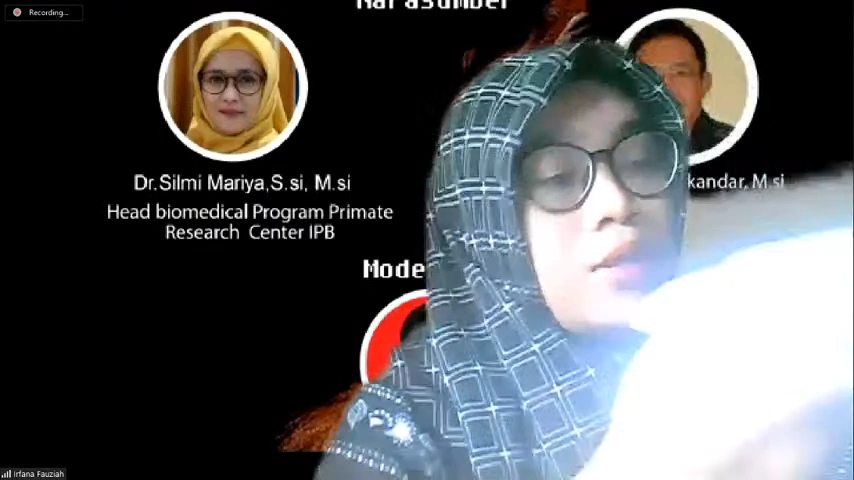 Recording...
Narasumber
Dr.Silmi Mariya,S.si, M.si
kandar, M.si
Head biomedical Program Primate
Research Center IPB
Mode
Irfana Fauziah